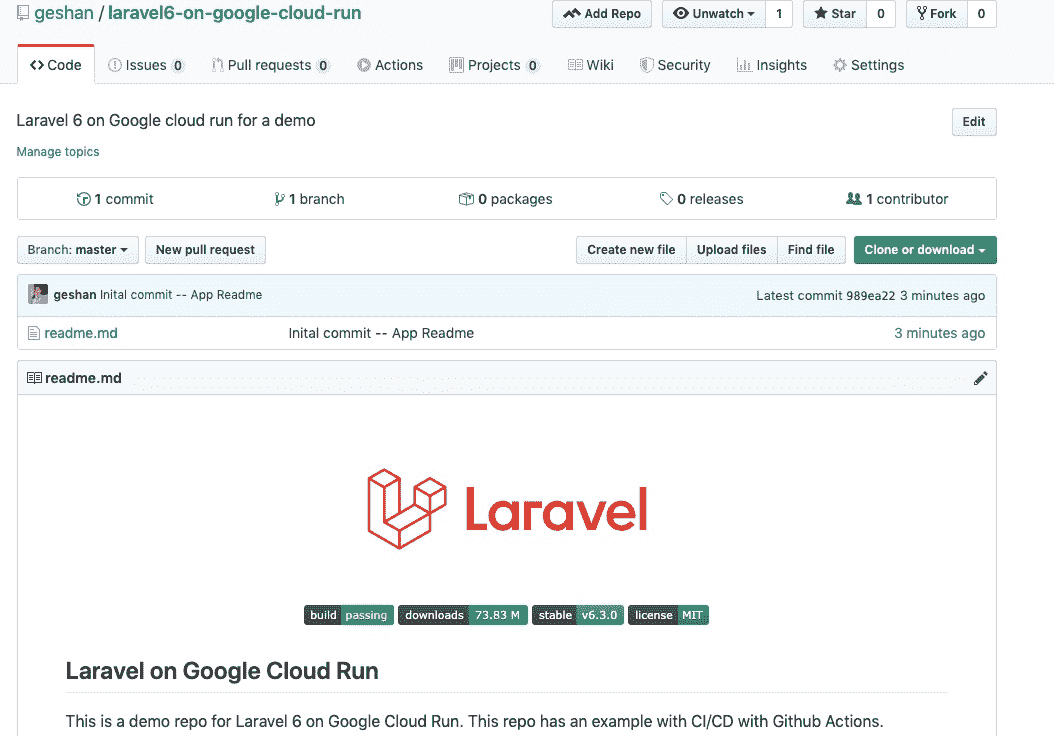 geshan / laravel6-on-google-cloud-run Add Repo Unwatch 1 Star 0 Fork 0
Code Issues 0 Pull requests 0 Actions Projects 0 Wiki Security Insights Settings
Laravel 6 on Google cloud run for a demo Edit
Manage topics
1 commit 1 branch 0 packages 0 releases 1 contributor
Branch: master New pull request Create new file Upload files Find file Clone or download
geshan Inital commit -- App Readme Latest commit 989ea22 3 minutes ago
readme.md Inital commit -- App Readme 3 minutes ago
readme.md
Laravel
build passing downloads 73.83 M stable v6.3.0 license MIT
Laravel on Google Cloud Run
This is a demo repo for Laravel 6 on Google Cloud Run. This repo has an example with CI/CD with Github Actions.